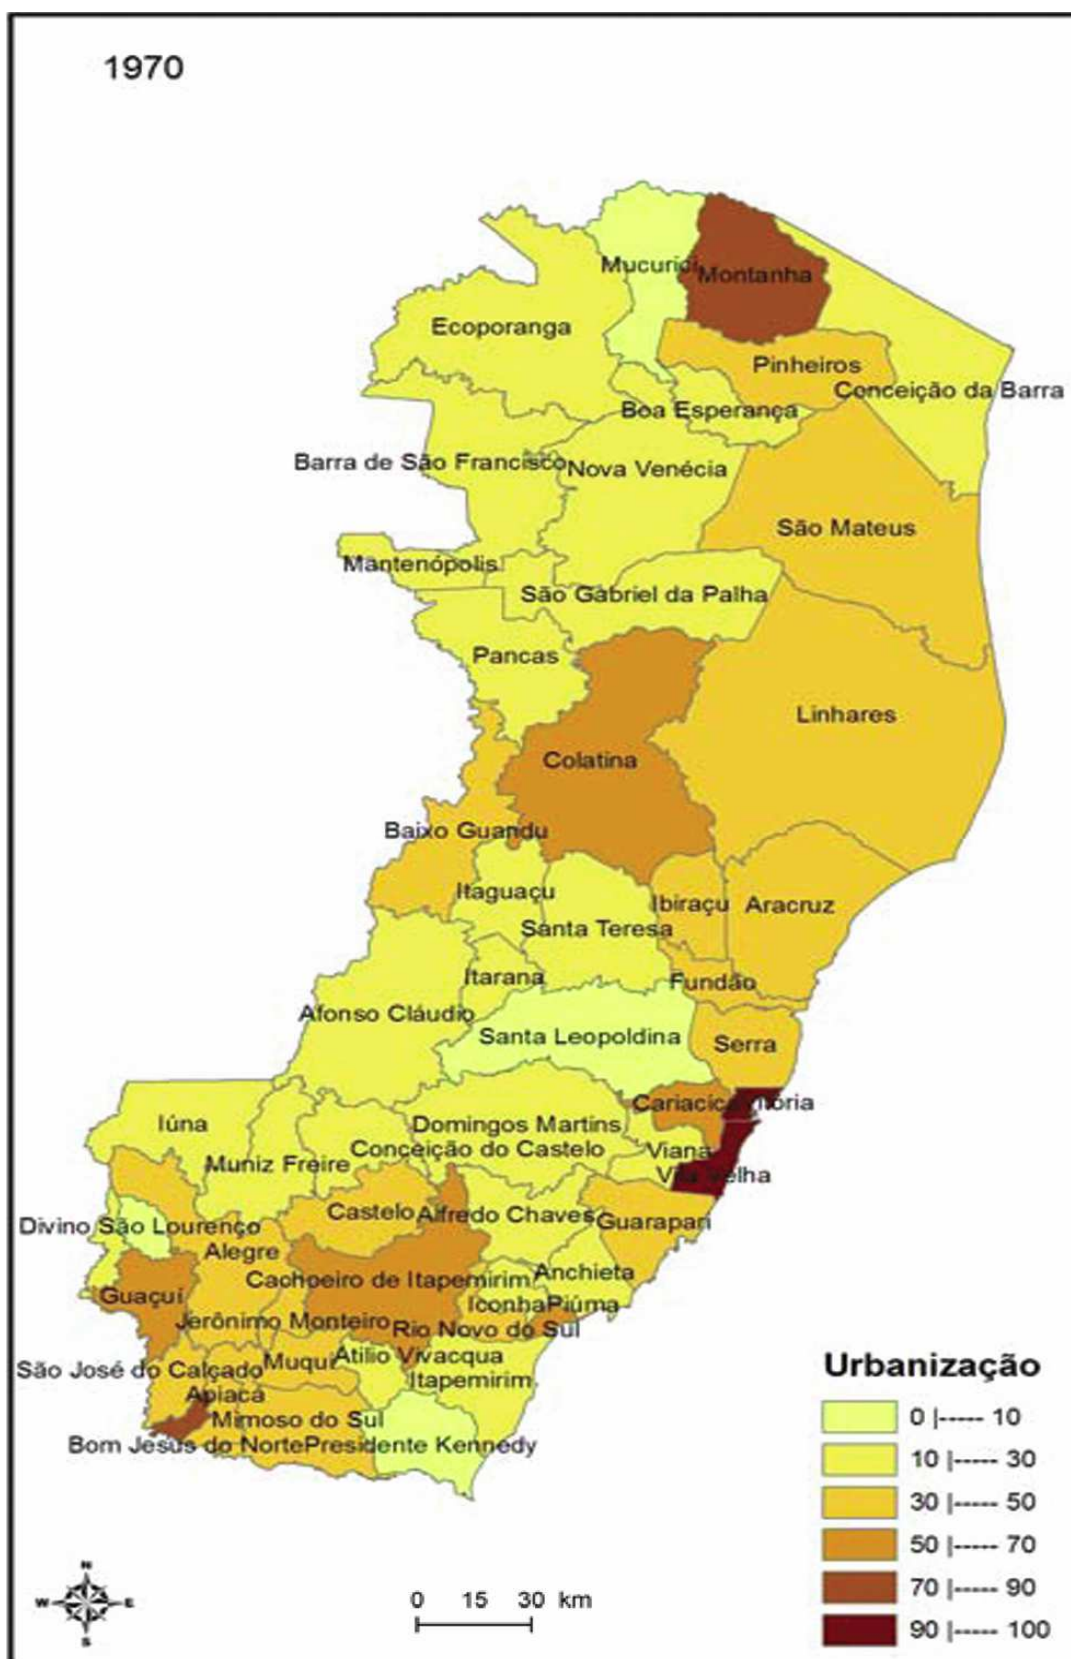 1970
Mucurici
Montanha
Ecoporanga
Pinheiros
Conceição da Barra
Boa Esperança
Barra de São Francisco
Nova Venécia
São Mateus
Mantenópolis
São Gabriel da Palha
Pancas
Linhares
Colatina
Baixo Guandu
Itaguaçu
Ibiraçu
Aracruz
Santa Teresa
Itarana
Fundão
Afonso Cláudio
Santa Leopoldina
Serra
Cariacica
Vitória
Iúna
Domingos Martins
Conceição do Castelo
Viana
Muniz Freire
Vila Velha
Castelo
Alfredo Chaves
Guarapari
Divino São Lourenço
Alegre
Cachoeiro de Itapemirim
Anchieta
Guaçuí
Iconha
Piúma
Jerônimo Monteiro
Rio Novo do Sul
São José do Calçado
Muqui
Atilio Vivacqua
Itapemirim
Apiacá
Mimoso do Sul
Bom Jesus do Norte
Presidente Kennedy
Urbanização
0 |----- 10
10 |----- 30
30 |----- 50
50 |----- 70
70 |----- 90
90 |----- 100
N
W E
S
0 15 30 km